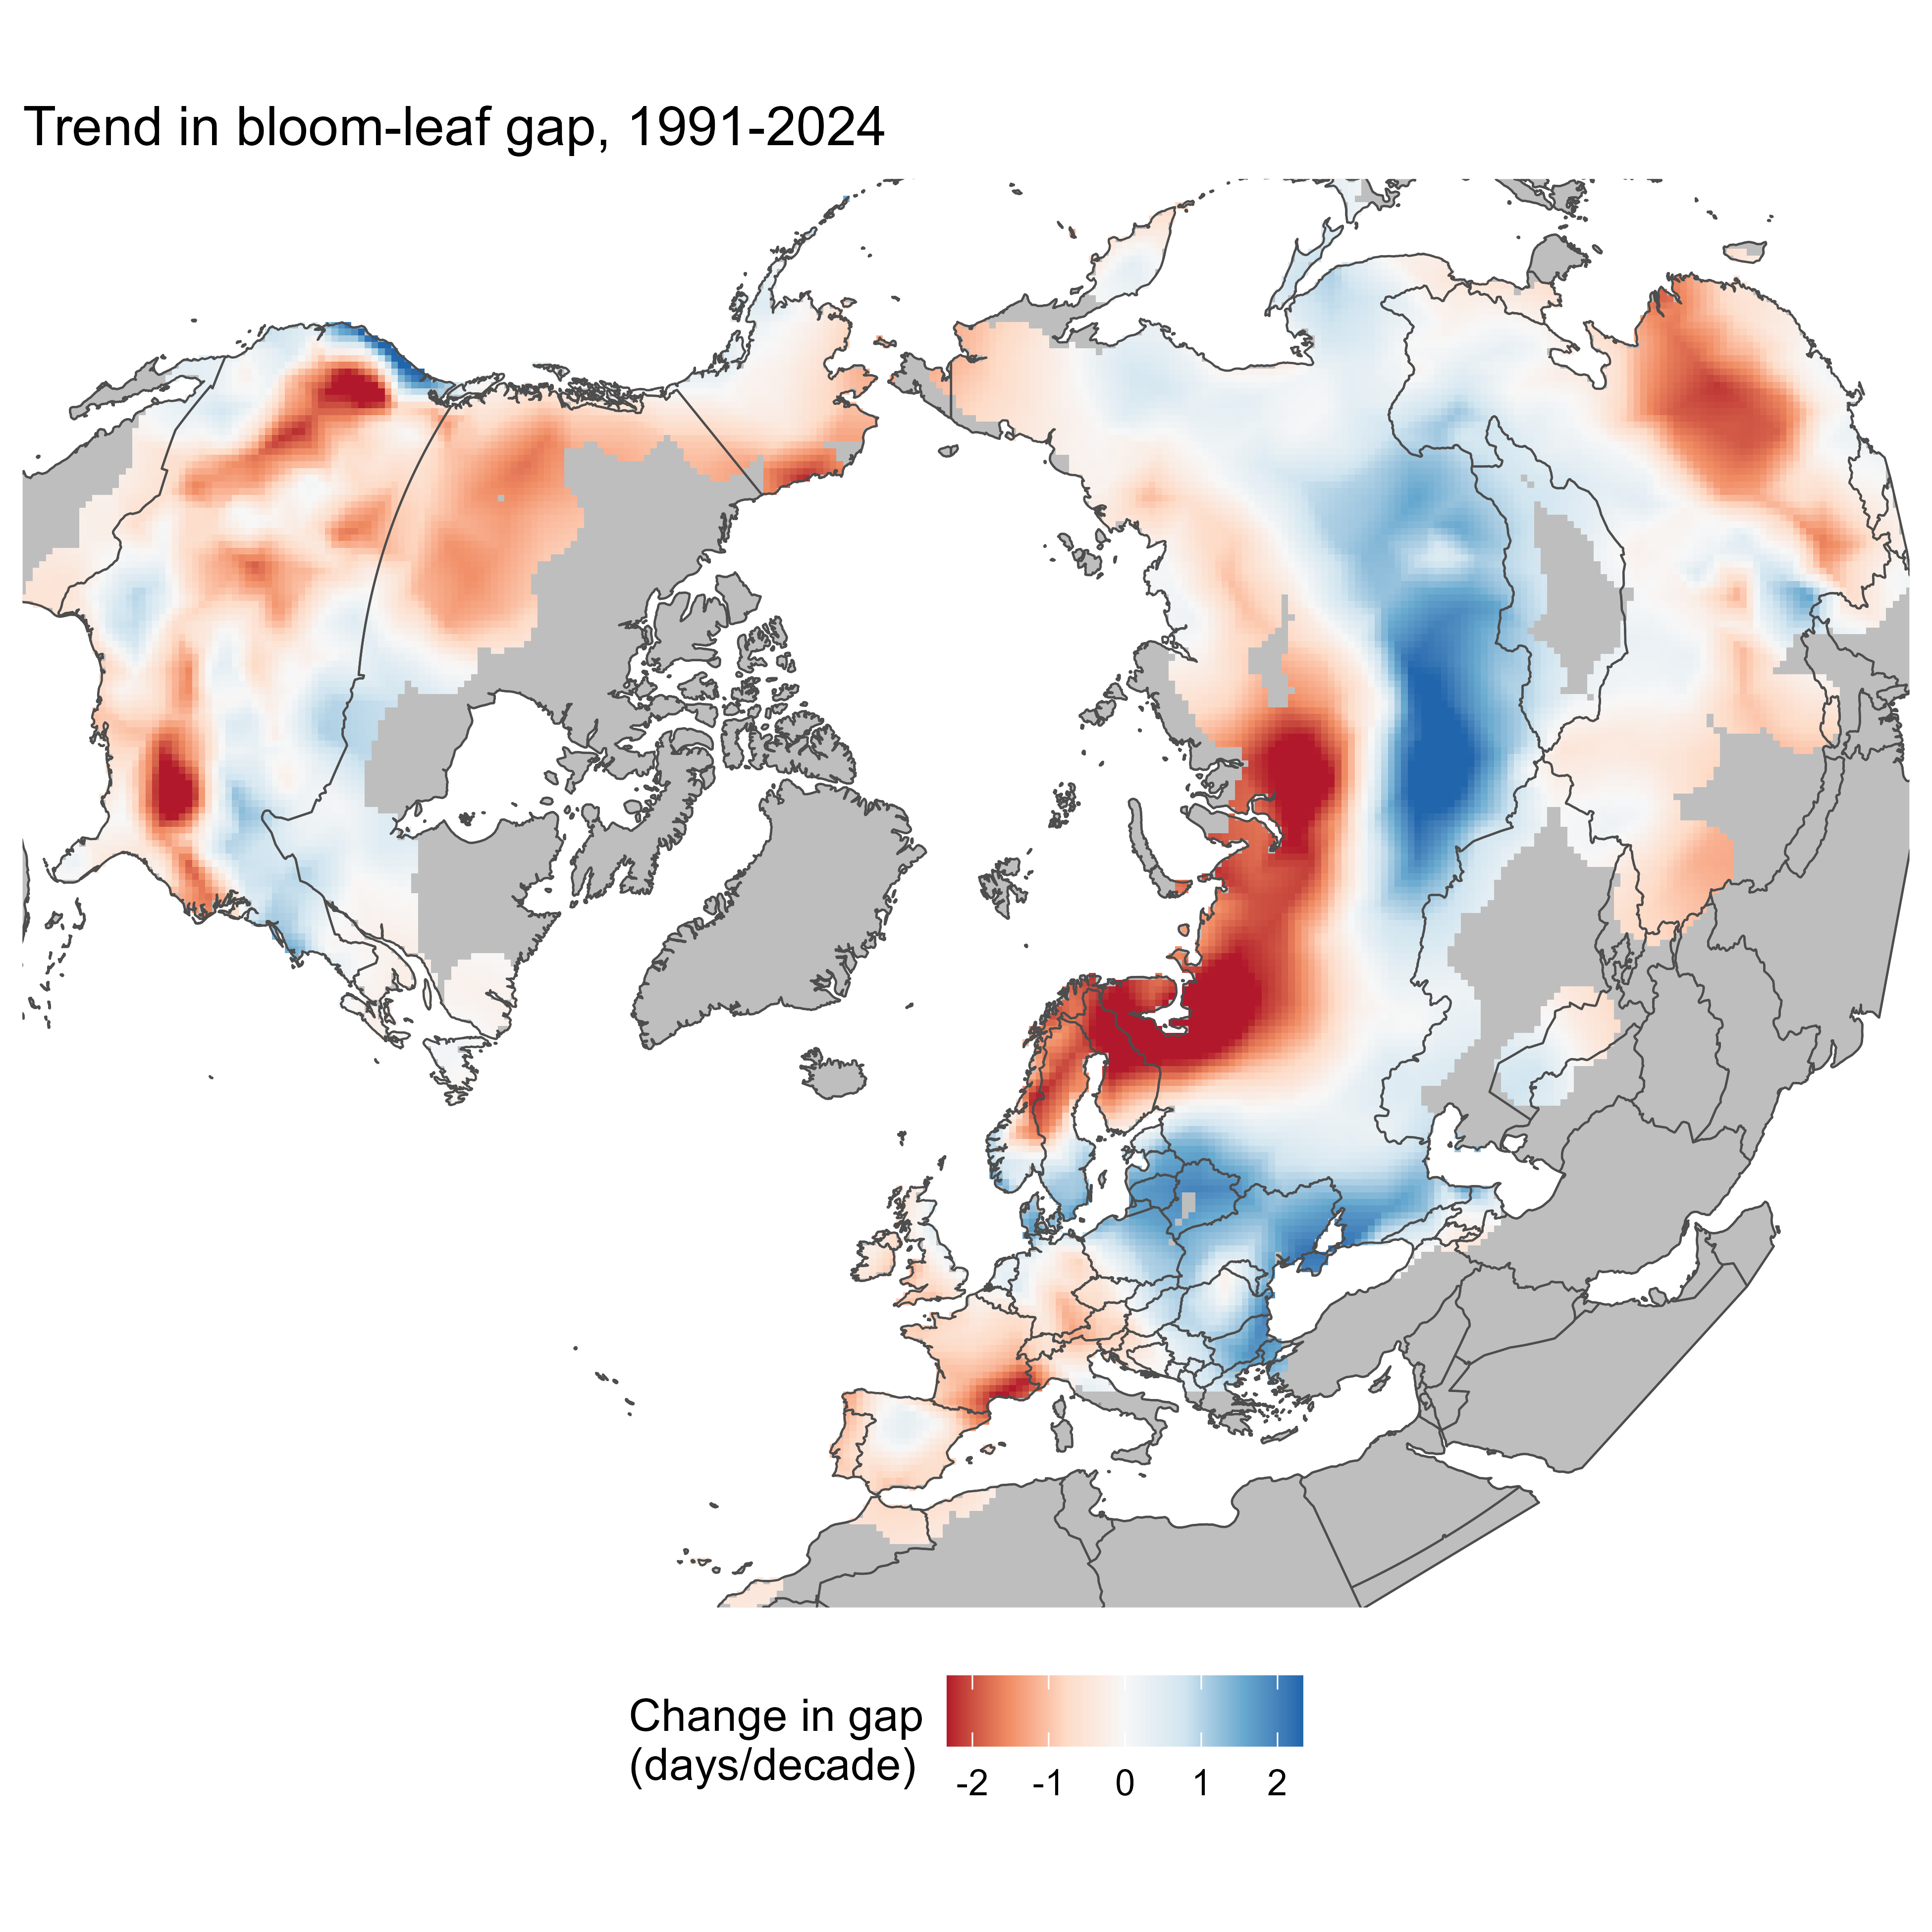 Trend in bloom-leaf gap, 1991-2024
Change in gap
(days/decade)
-2 -1 0 1 2